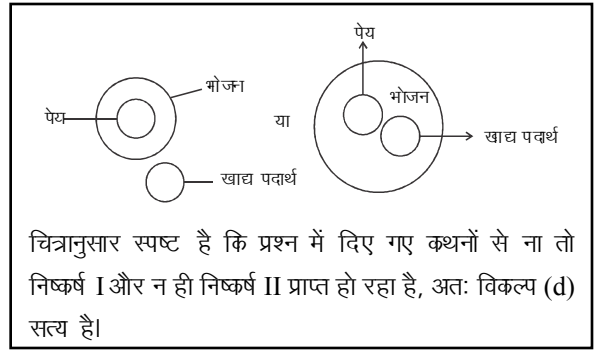 पेय
भोजन
पेय
या
भोजन
खाद्य पदार्थ
खाद्य पदार्थ
चित्रानुसार स्पष्ट है कि प्रश्न में दिए गए कथनों से ना तो
निष्कर्ष I और न ही निष्कर्ष II प्राप्त हो रहा है, अतः विकल्प (d)
सत्य है।